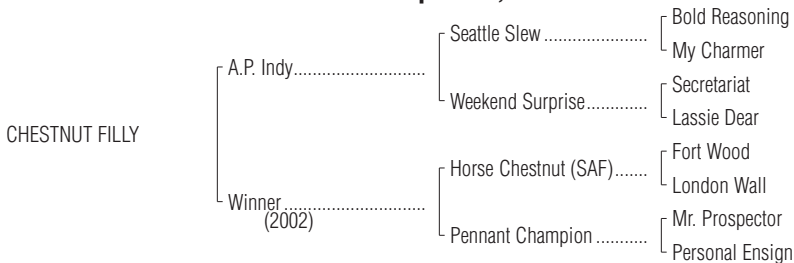 Bold Reasoning
Seattle Slew ......................
My Charmer
A.P. Indy............................
Secretariat
Weekend Surprise.............
Lassie Dear
CHESTNUT FILLY
Fort Wood
Horse Chestnut (SAF).......
London Wall
Winner ..............................
(2002)
Mr. Prospector
Pennant Champion ...........
Personal Ensign